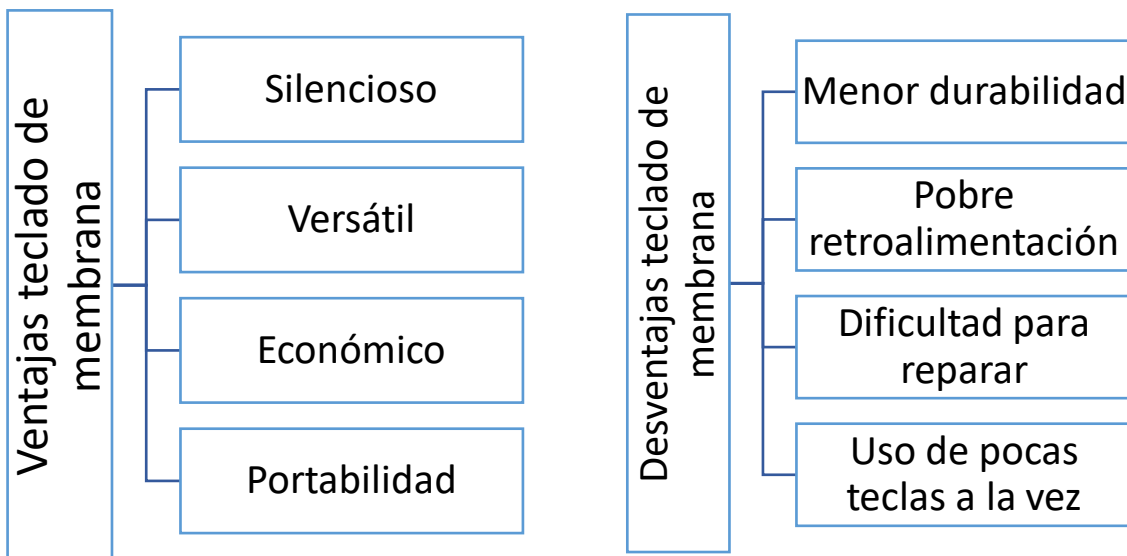 Ventajas teclado de
membrana
Silencioso
Versátil
Económico
Portabilidad
Desventajas teclado de
membrana
Menor durabilidad
Pobre
retroalimentación
Dificultad para
reparar
Uso de pocas
teclas a la vez